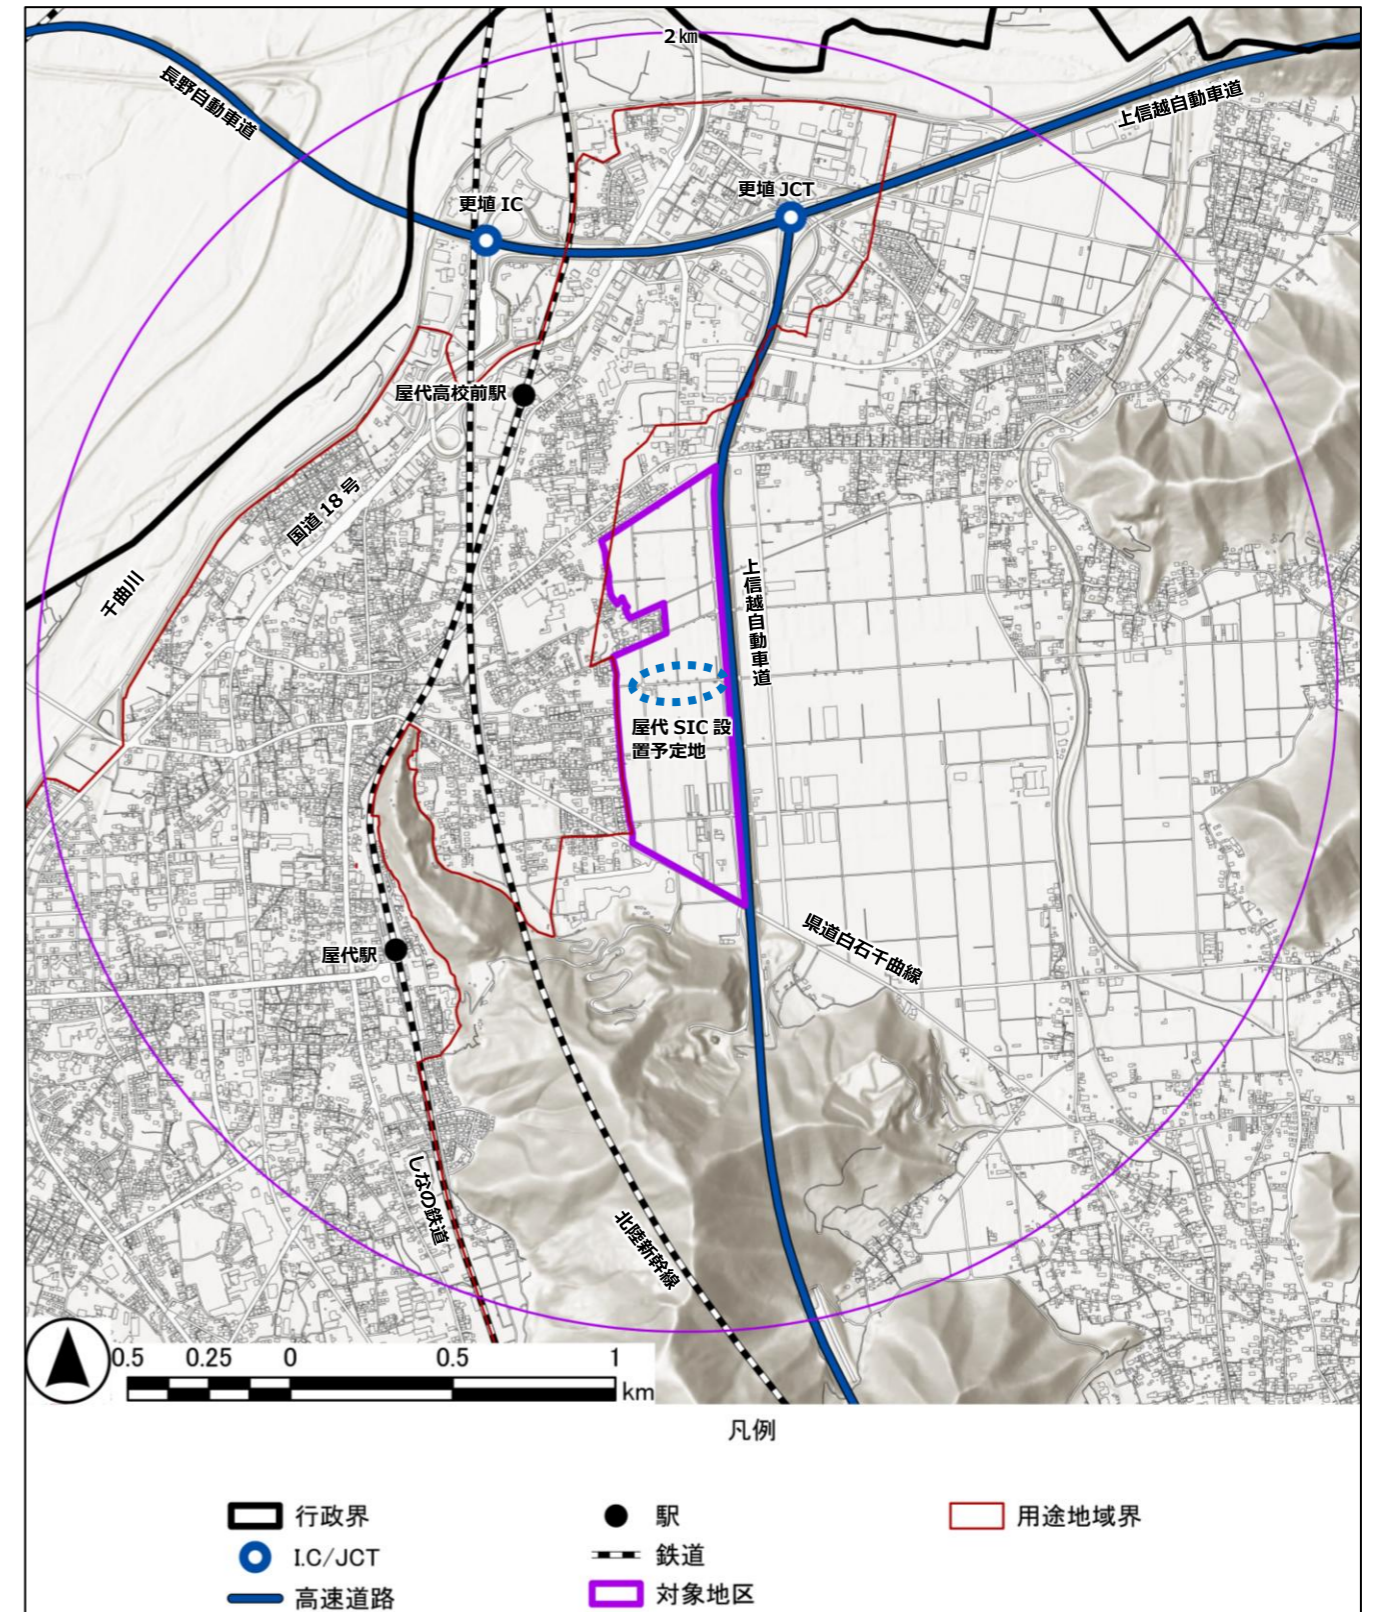 2㎞
長野自動車道
上信越自動車道
更埴 IC
更埴 JCT
屋代高校前駅
国道 18 号
千曲川
上信越自動車道
屋代 SIC 設
置予定地
県道白石千曲線
屋代駅
しなの鉄道
北陸新幹線
0.5 0.25 0 0.5 1
km
凡例
行政界
駅
用途地域界
I.C/JCT
鉄道
高速道路
対象地区